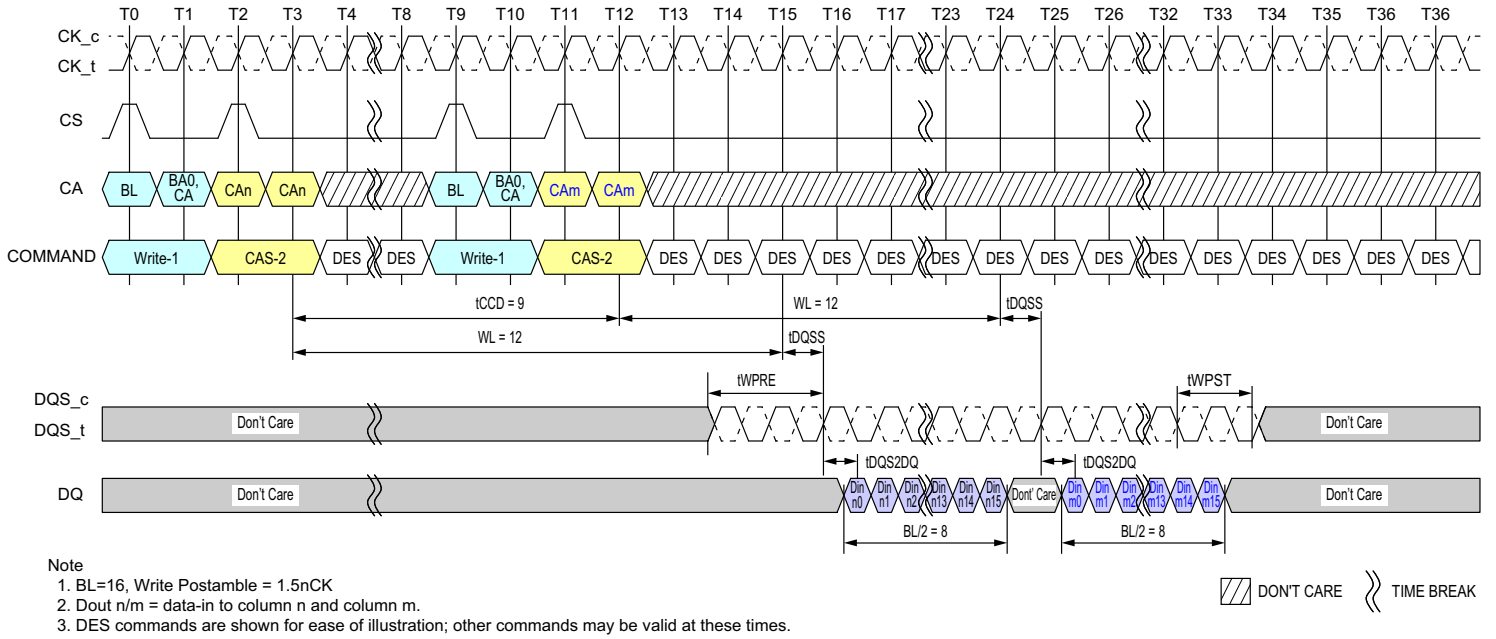 T0 T1 T2 T3 T4 T8 T9 T10 T11 T12 T13 T14 T15 T16 T17 T23 T24 T25 T26 T32 T33 T34 T35 T36 T36
CK_c
CK_t
CS
CA BL BA0, CA CAn CAn BL BA0, CA CAm CAm
COMMAND Write-1 CAS-2 DES DES Write-1 CAS-2 DES DES DES DES DES DES DES DES DES DES DES DES DES DES DES
tCCD = 9 WL = 12 tDQSS
WL = 12 tDQSS
tWPRE tWPST
DQS_c
DQS_t Don't Care Don't Care
tDQS2DQ tDQS2DQ
DQ Don't Care Din n0 Din n1 Din n2 Din n13 Din n14 Din n15 Dont' Care Din m0 Din m1 Din m2 Din m13 Din m14 Din m15 Don't Care
BL/2 = 8 BL/2 = 8
Note
1. BL=16, Write Postamble = 1.5nCK
2. Dout n/m = data-in to column n and column m.
3. DES commands are shown for ease of illustration; other commands may be valid at these times.
DON'T CARE TIME BREAK